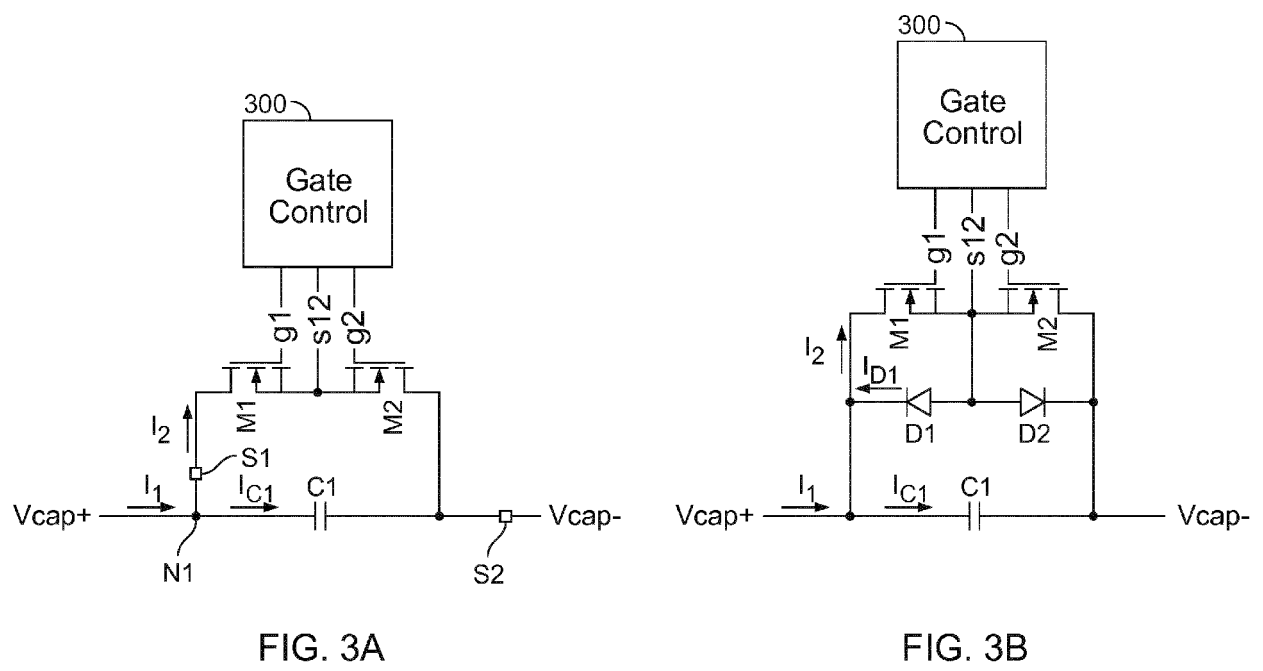 300
Gate
Control
g1
s12
g2
M1
M2
I2
S1
I1
IC1
C1
Vcap+
Vcap-
N1
S2
FIG. 3A
300
Gate
Control
g1
s12
g2
M1
M2
I2
ID1
D1
D2
I1
IC1
C1
Vcap+
Vcap-
FIG. 3B